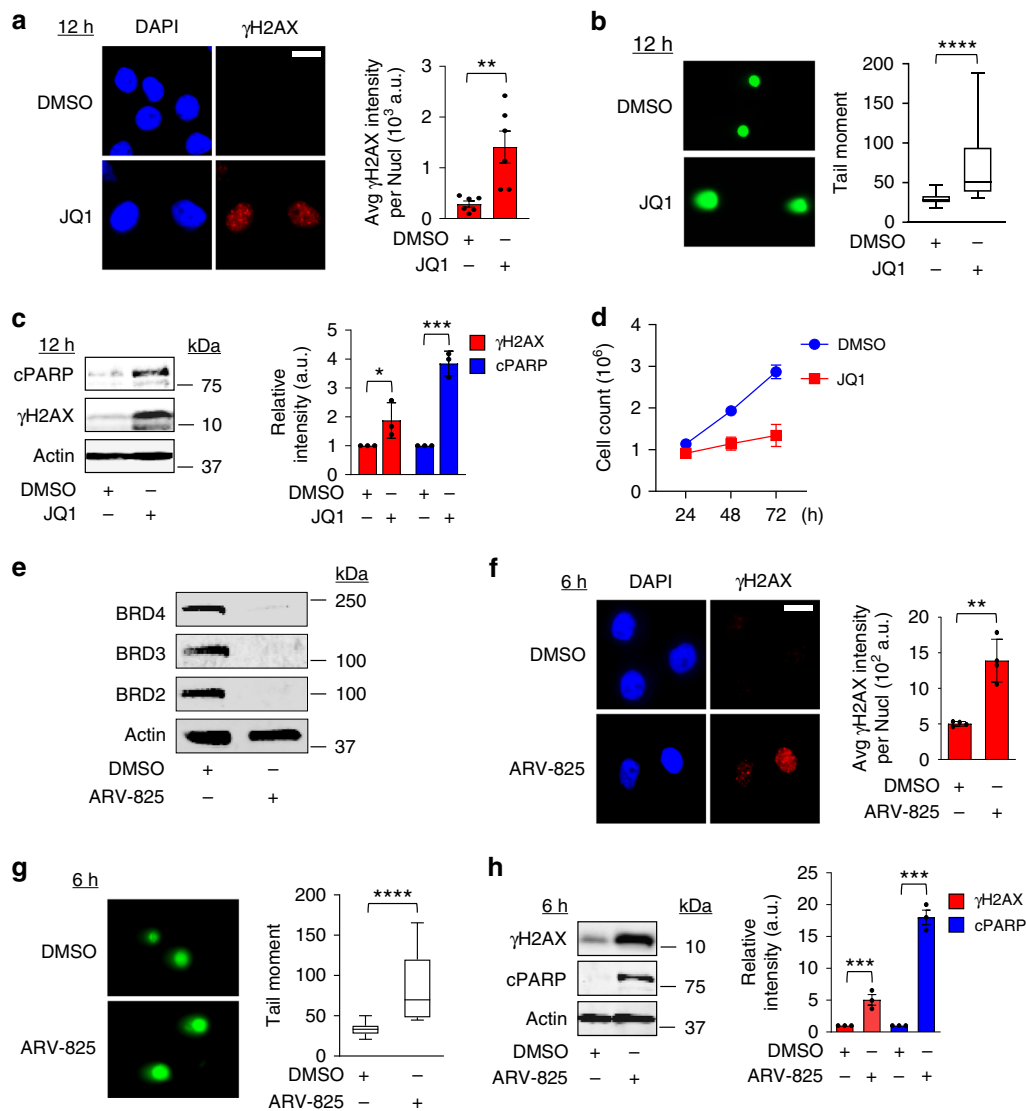 a
12 h
DAPI
γH2AX
DMSO
JQ1
Avg γH2AX intensity
per Nucl (10³ a.u.)
3
2
1
0
**
DMSO + –
JQ1 – +
b
12 h
DMSO
JQ1
Tail moment
200
150
100
50
0
****
DMSO + –
JQ1 – +
c
12 h
kDa
cPARP
75
γH2AX
10
Actin
37
DMSO + –
JQ1 – +
Relative
intensity (a.u.)
5
4
3
2
1
0
*
***
γH2AX
cPARP
DMSO + – + –
JQ1 – + – +
d
Cell count (10⁶)
4
3
2
1
0
24 48 72 (h)
DMSO
JQ1
e
kDa
BRD4
250
BRD3
100
BRD2
100
Actin
37
DMSO + –
ARV-825 – +
f
6 h
DAPI
γH2AX
DMSO
ARV-825
Avg γH2AX intensity
per Nucl (10² a.u.)
20
15
10
5
0
**
DMSO + –
ARV-825 – +
g
6 h
DMSO
ARV-825
Tail moment
200
150
100
50
0
****
DMSO + –
ARV-825 – +
h
6 h
kDa
γH2AX
10
cPARP
75
Actin
37
DMSO + –
ARV-825 – +
Relative
intensity (a.u.)
25
20
15
10
5
0
***
***
γH2AX
cPARP
DMSO + – + –
ARV-825 – + – +